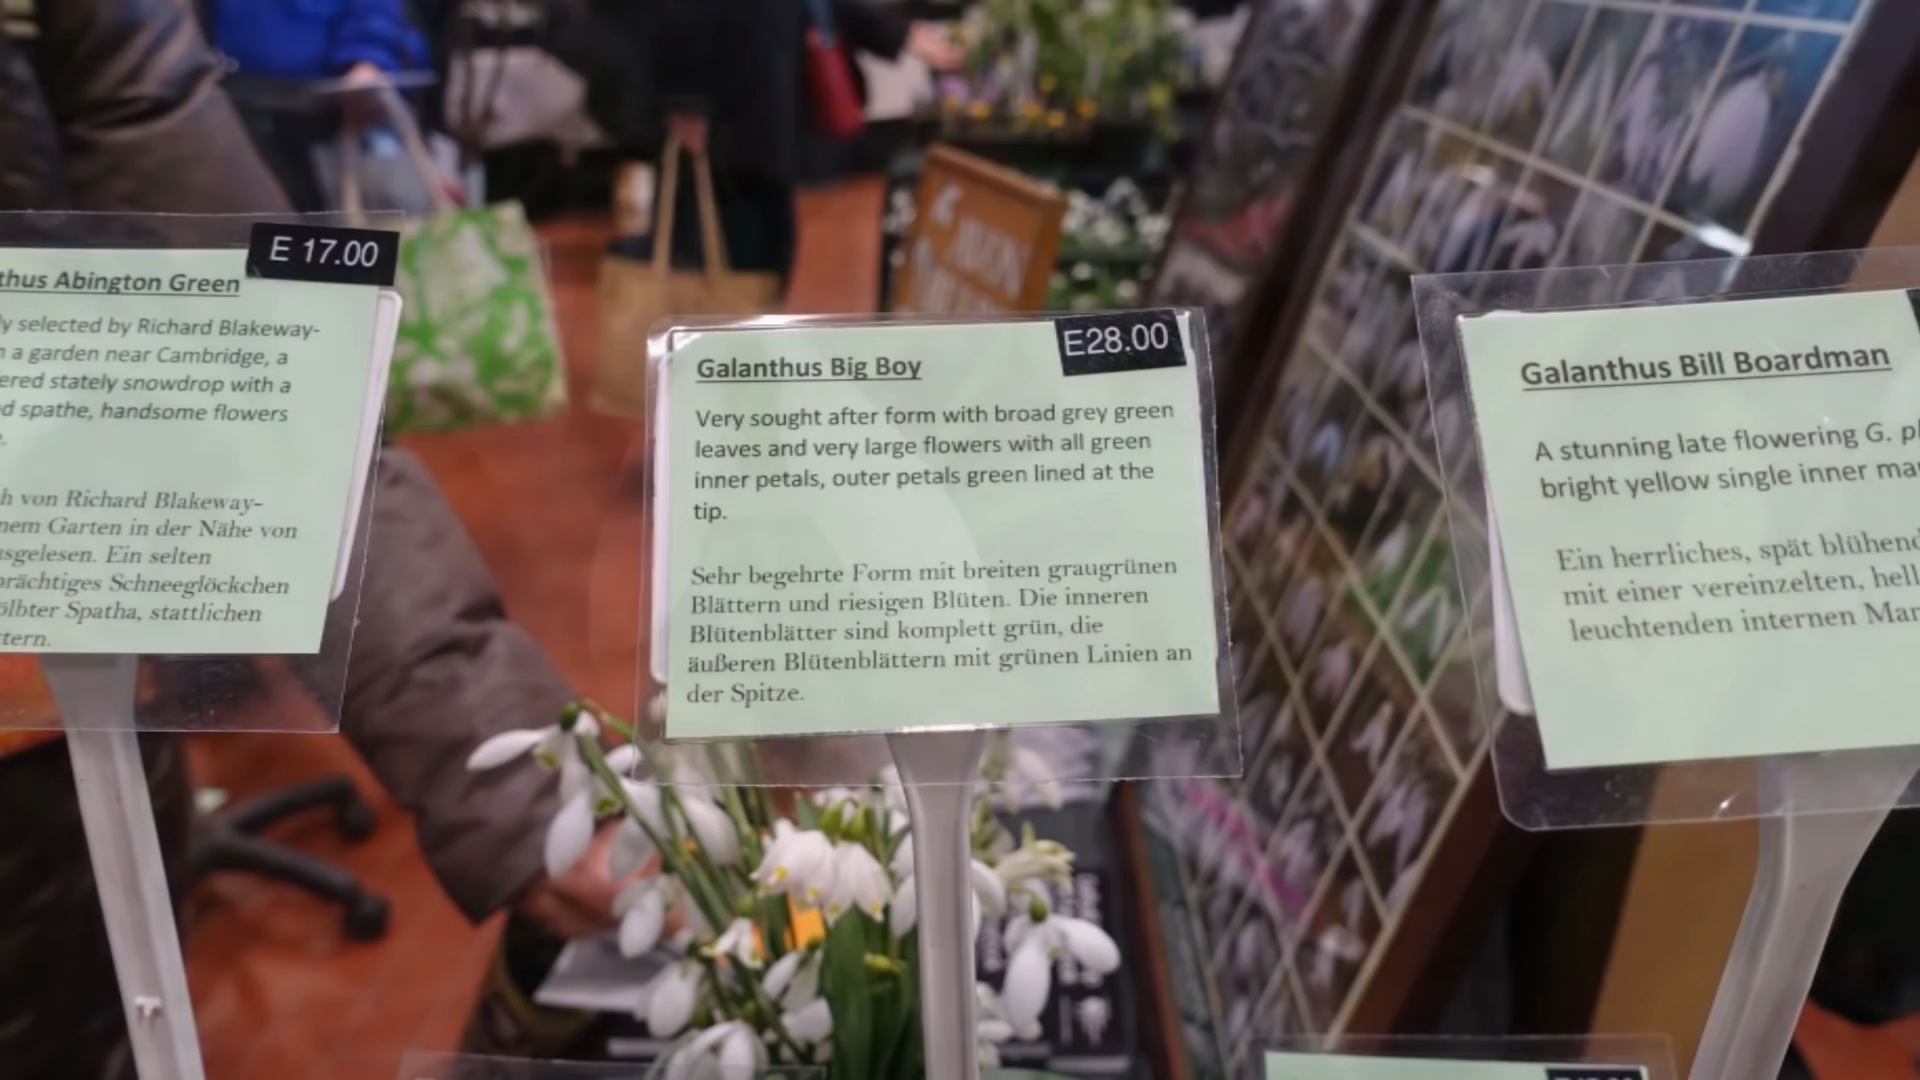 E 17.00
thus Abington Green
y selected by Richard Blakeway-
a garden near Cambridge, a
ered stately snowdrop with a
d spathe, handsome flowers
h von Richard Blakeway-
nem Garten in der Nähe von
sgelesen. Ein selten
prächtiges Schneeglöckchen
ölbter Spatha, stattlichen
tern.
E28.00
Galanthus Big Boy
Very sought after form with broad grey green
leaves and very large flowers with all green
inner petals, outer petals green lined at the
tip.
Sehr begehrte Form mit breiten graugrünen
Blättern und riesigen Blüten. Die inneren
Blütenblätter sind komplett grün, die
äußeren Blütenblättern mit grünen Linien an
der Spitze.
Galanthus Bill Boardman
A stunning late flowering G. pl
bright yellow single inner mar
Ein herrliches, spät blühend
mit einer vereinzelten, hell
leuchtenden internen Mar